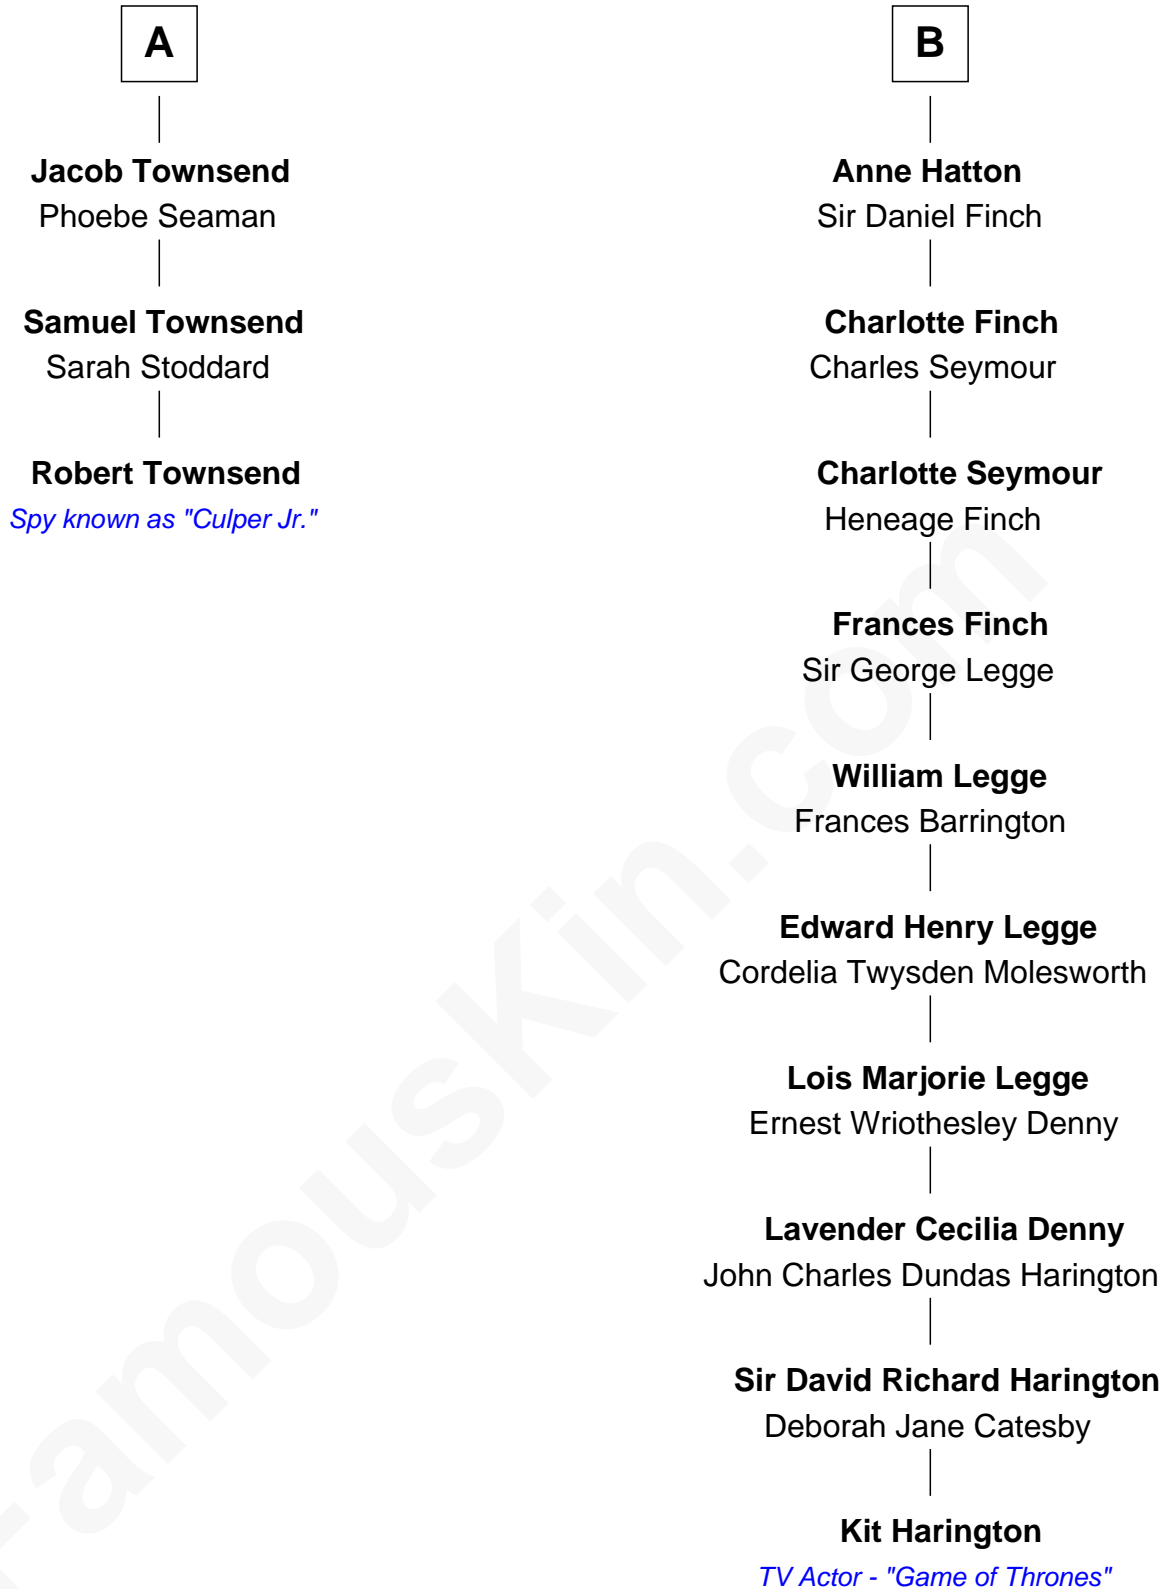 A
Jacob Townsend
Phoebe Seaman
Samuel Townsend
Sarah Stoddard
Robert Townsend
Spy known as "Culper Jr."
B
Anne Hatton
Sir Daniel Finch
Charlotte Finch
Charles Seymour
Charlotte Seymour
Heneage Finch
Frances Finch
Sir George Legge
William Legge
Frances Barrington
Edward Henry Legge
Cordelia Twysden Molesworth
Lois Marjorie Legge
Ernest Wriothesley Denny
Lavender Cecilia Denny
John Charles Dundas Harington
Sir David Richard Harington
Deborah Jane Catesby
Kit Harington
TV Actor - "Game of Thrones"
FamousKin.com